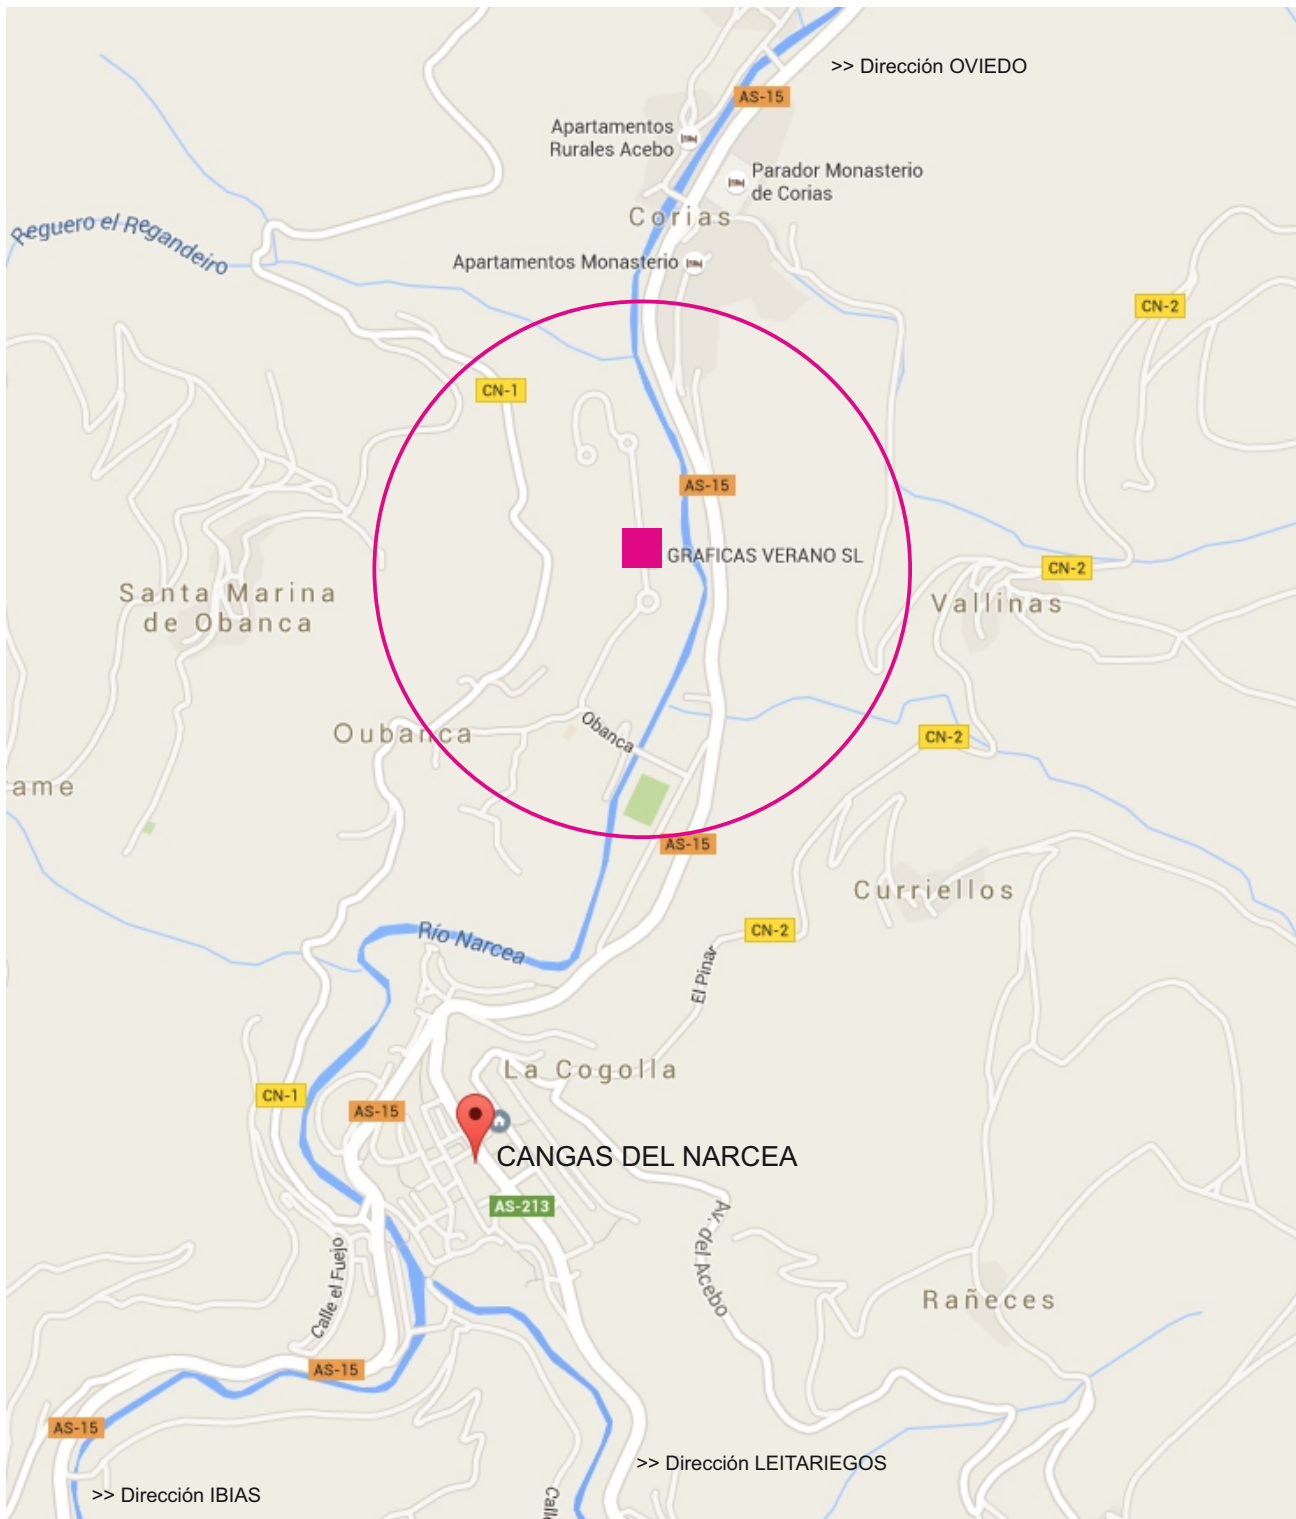 >> Dirección OVIEDO
AS-15
Apartamentos
Rurales Acebo
Parador Monasterio
de Corias
Corias
Reguero el Regandeiro
Apartamentos Monasterio
CN-2
CN-1
AS-15
GRAFICAS VERANO SL
CN-2
Santa Marina
de Obanca
Vallinas
Obanca
Oubanca
CN-2
ame
AS-15
Curriellos
CN-2
Río Narcea
El Pinar
La Cogolla
CN-1
AS-15
CANGAS DEL NARCEA
AS-213
Av. del Acebo
Calle el Fuejo
Rañeces
AS-15
AS-15
>> Dirección LEITARIEGOS
>> Dirección IBIAS
Calle